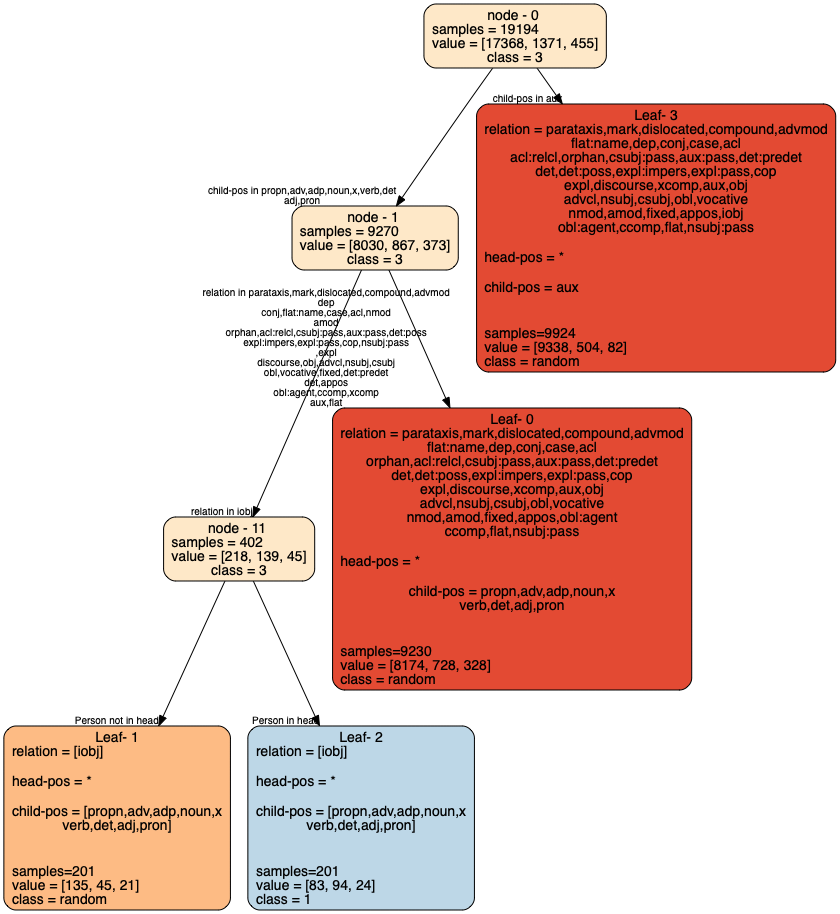 node - 0
samples = 19194
value = [17368, 1371, 455]
class = 3
child-pos in aux
Leaf- 3
relation = parataxis,mark,dislocated,compound,advmod
flat:name,dep,conj,case,acl
acl:relcl,orphan,csubj:pass,aux:pass,det:predet
det,det:poss,expl:impers,expl:pass,cop
expl,discourse,xcomp,aux,obj
advcl,nsubj,csubj,obl,vocative
nmod,amod,fixed,appos,iobj
obl:agent,ccomp,flat,nsubj:pass
head-pos = *
child-pos = aux
samples=9924
value = [9338, 504, 82]
class = random
child-pos in propn,adv,adp,noun,x,verb,det
adj,pron
node - 1
samples = 9270
value = [8030, 867, 373]
class = 3
relation in parataxis,mark,dislocated,compound,advmod
dep
conj,flat:name,case,acl,nmod
amod
orphan,acl:relcl,csubj:pass,aux:pass,det:poss
expl:impers,expl:pass,cop,nsubj:pass
expl
discourse,obj,advcl,nsubj,csubj
obl,vocative,fixed,det:predet
det,appos
obl:agent,ccomp,xcomp
aux,flat
Leaf- 0
relation = parataxis,mark,dislocated,compound,advmod
flat:name,dep,conj,case,acl
orphan,acl:relcl,csubj:pass,aux:pass,det:predet
det,det:poss,expl:impers,expl:pass,cop
expl,discourse,xcomp,aux,obj
advcl,nsubj,csubj,obl,vocative
nmod,amod,fixed,appos,obl:agent
ccomp,flat,nsubj:pass
head-pos = *
child-pos = propn,adv,adp,noun,x
verb,det,adj,pron
samples=9230
value = [8174, 728, 328]
class = random
relation in iobj
node - 11
samples = 402
value = [218, 139, 45]
class = 3
Person not in head
Leaf- 1
relation = [iobj]
head-pos = *
child-pos = [propn,adv,adp,noun,x
verb,det,adj,pron]
samples=201
value = [135, 45, 21]
class = random
Person in head
Leaf- 2
relation = [iobj]
head-pos = *
child-pos = [propn,adv,adp,noun,x
verb,det,adj,pron]
samples=201
value = [83, 94, 24]
class = 1